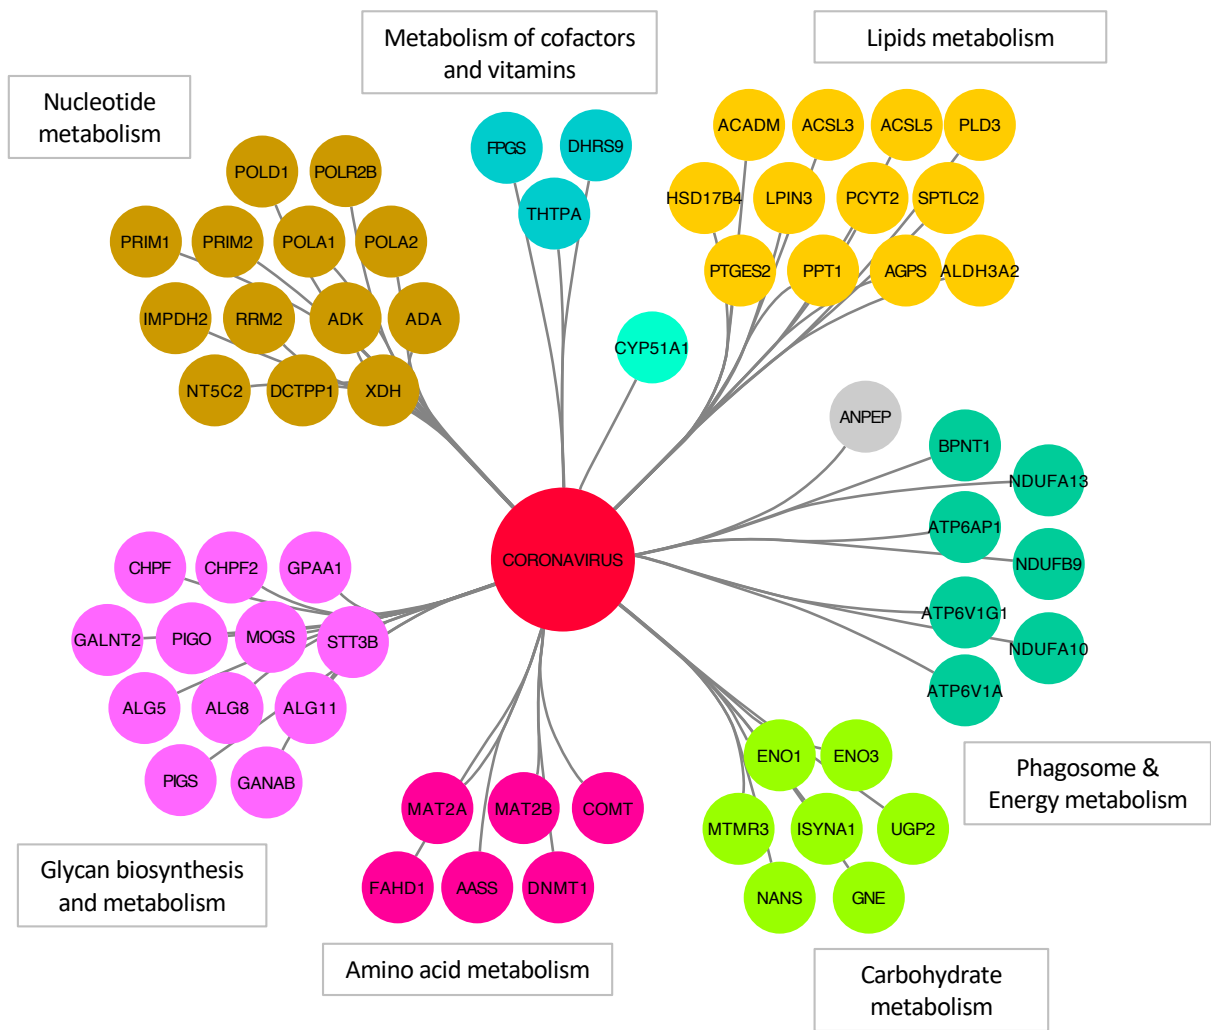 Metabolism of cofactors
and vitamins
Lipids metabolism
Nucleotide
metabolism
FPGS
DHRS9
THTPA
ACADM
ACSL3
ACSL5
PLD3
HSD17B4
LPIN3
PCYT2
SPTLC2
PTGES2
PPT1
AGPS
ALDH3A2
POLD1
POLR2B
PRIM1
PRIM2
POLA1
POLA2
IMPDH2
RRM2
ADK
ADA
NT5C2
DCTPP1
XDH
CYP51A1
ANPEP
BPNT1
NDUFA13
ATP6AP1
NDUFB9
ATP6V1G1
NDUFA10
ATP6V1A
CORONAVIRUS
CHPF
CHPF2
GPAA1
GALNT2
PIGO
MOGS
STT3B
ALG5
ALG8
ALG11
PIGS
GANAB
Phagosome &
Energy metabolism
ENO1
ENO3
MTMR3
ISYNA1
UGP2
NANS
GNE
MAT2A
MAT2B
COMT
FAHD1
AASS
DNMT1
Glycan biosynthesis
and metabolism
Amino acid metabolism
Carbohydrate
metabolism